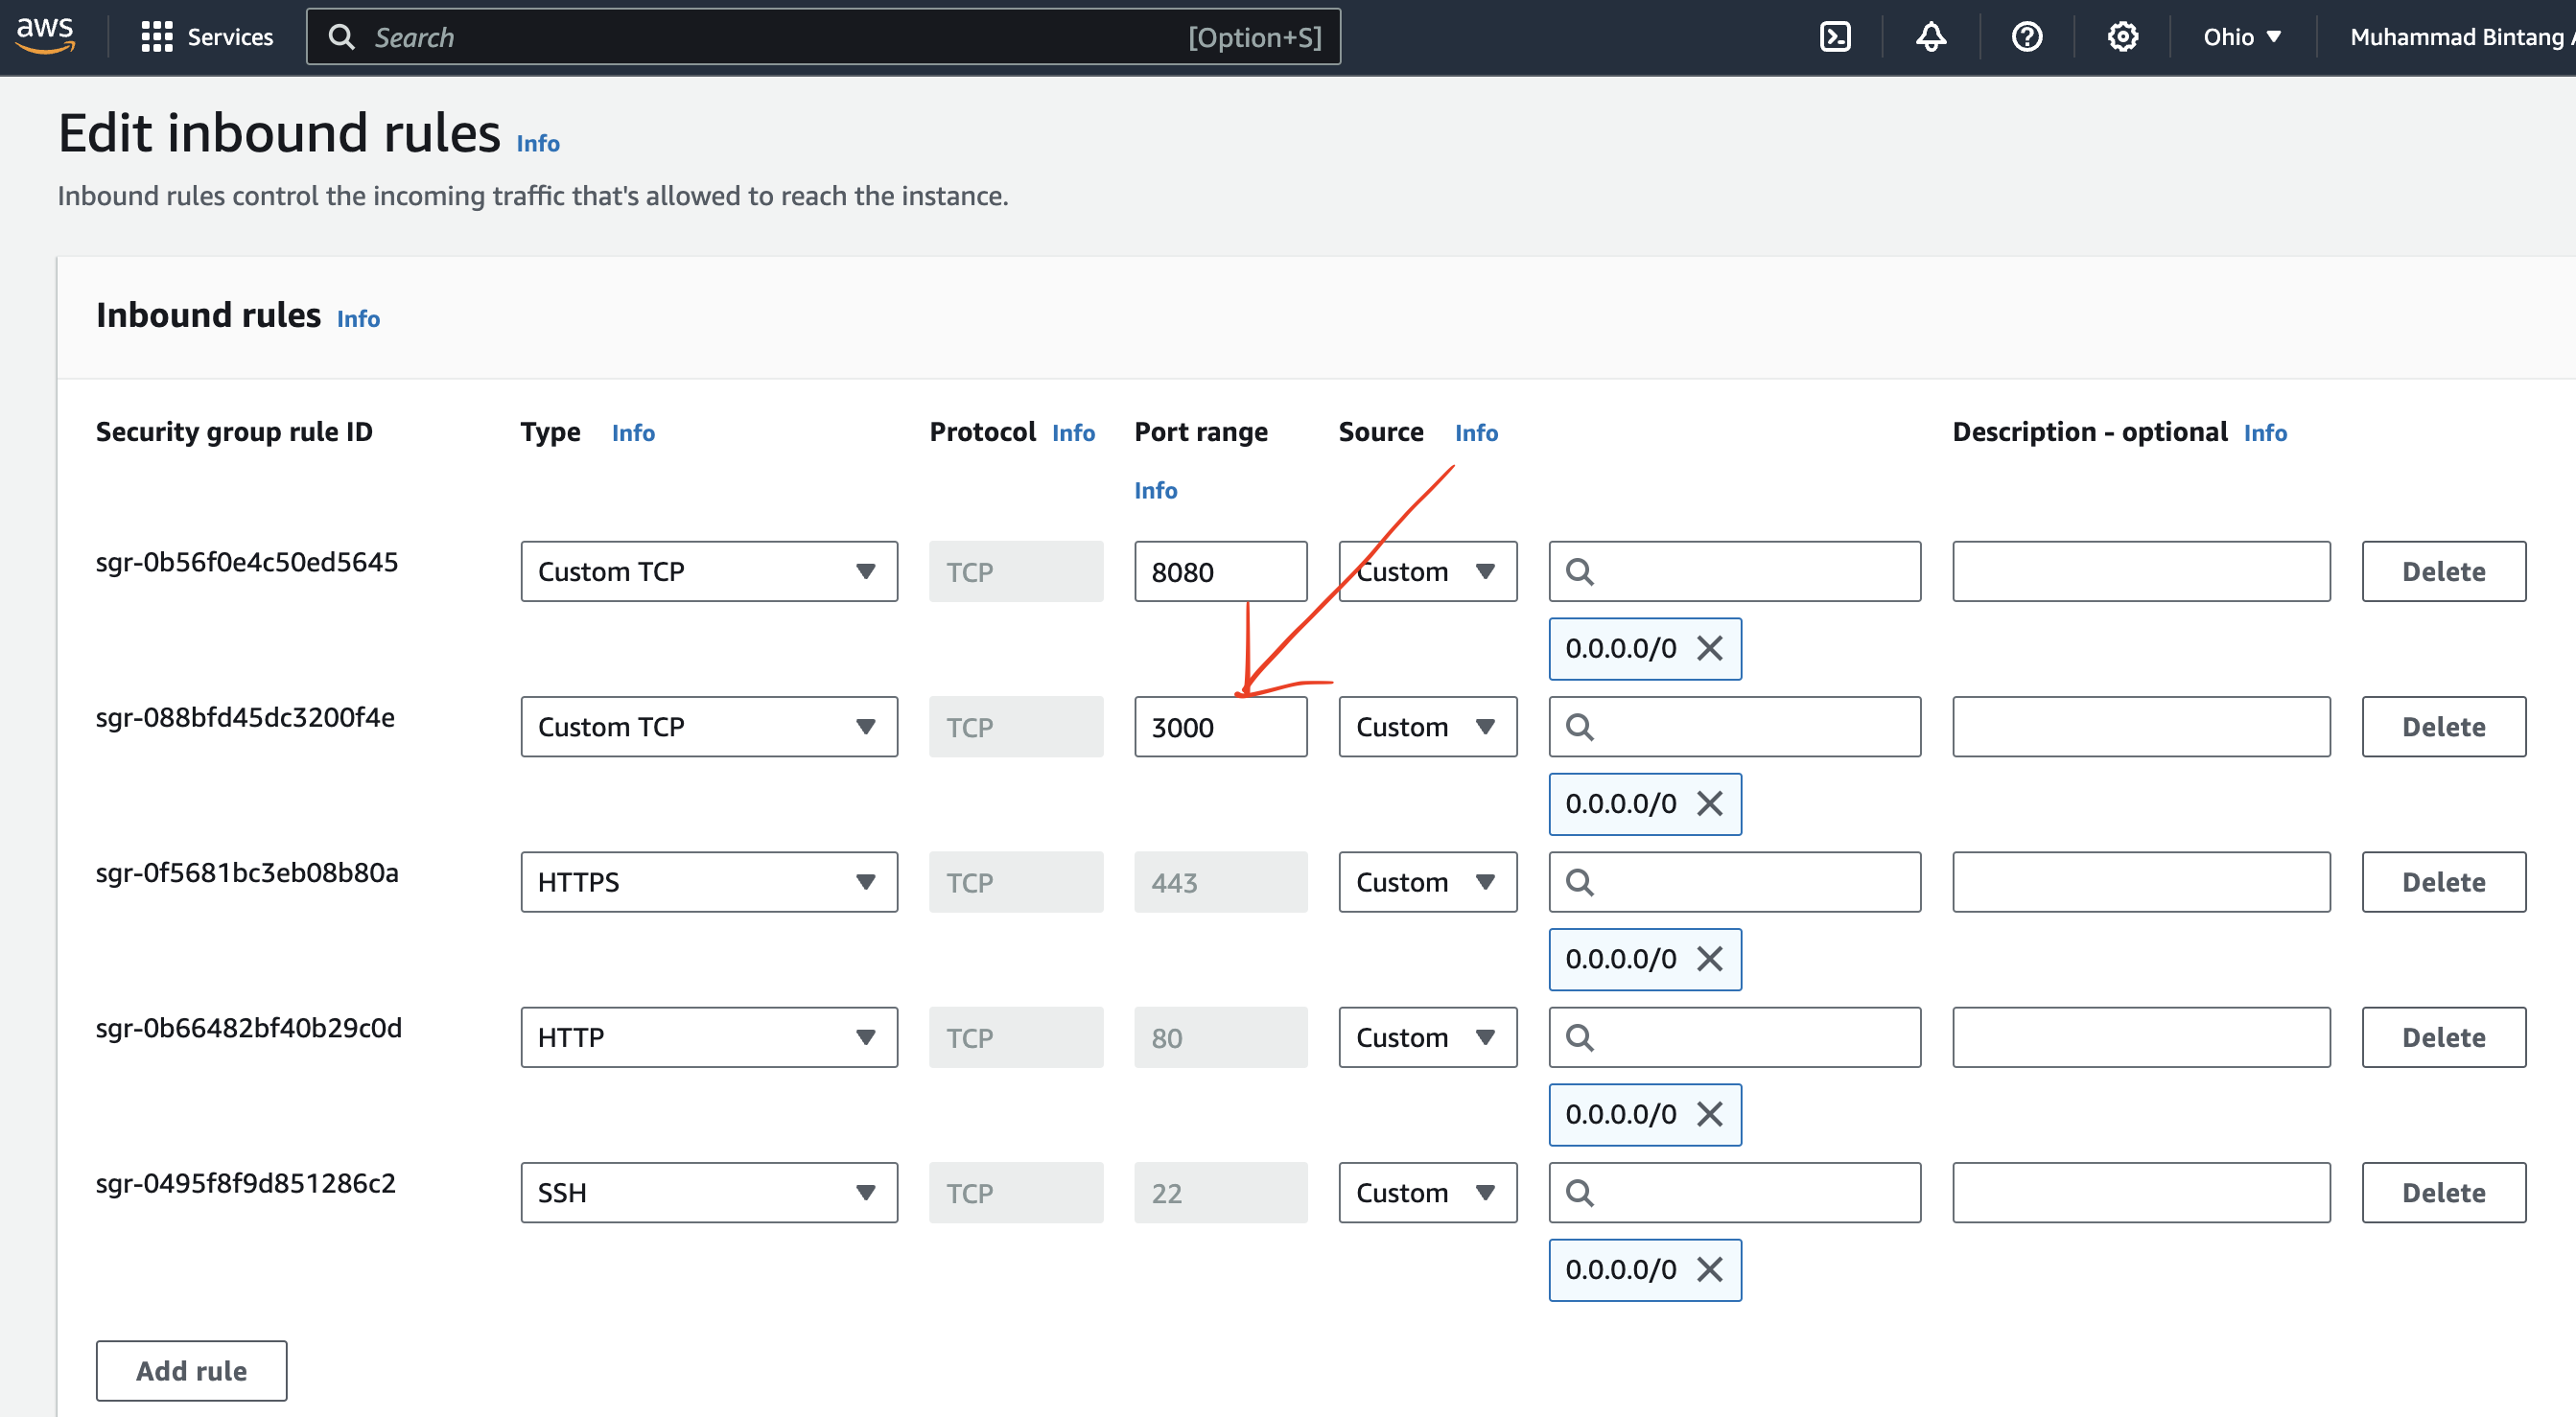 aws Services Search [Option+S] Ohio Muhammad Bintang
Edit inbound rules Info
Inbound rules control the incoming traffic that's allowed to reach the instance.
Inbound rules Info
Security group rule ID Type Info Protocol Info Port range Source Info Description - optional Info
Info
sgr-0b56f0e4c50ed5645 Custom TCP TCP 8080 Custom Delete
0.0.0.0/0
sgr-088bfd45dc3200f4e Custom TCP TCP 3000 Custom Delete
0.0.0.0/0
sgr-0f5681bc3eb08b80a HTTPS TCP 443 Custom Delete
0.0.0.0/0
sgr-0b66482bf40b29c0d HTTP TCP 80 Custom Delete
0.0.0.0/0
sgr-0495f8f9d851286c2 SSH TCP 22 Custom Delete
0.0.0.0/0
Add rule